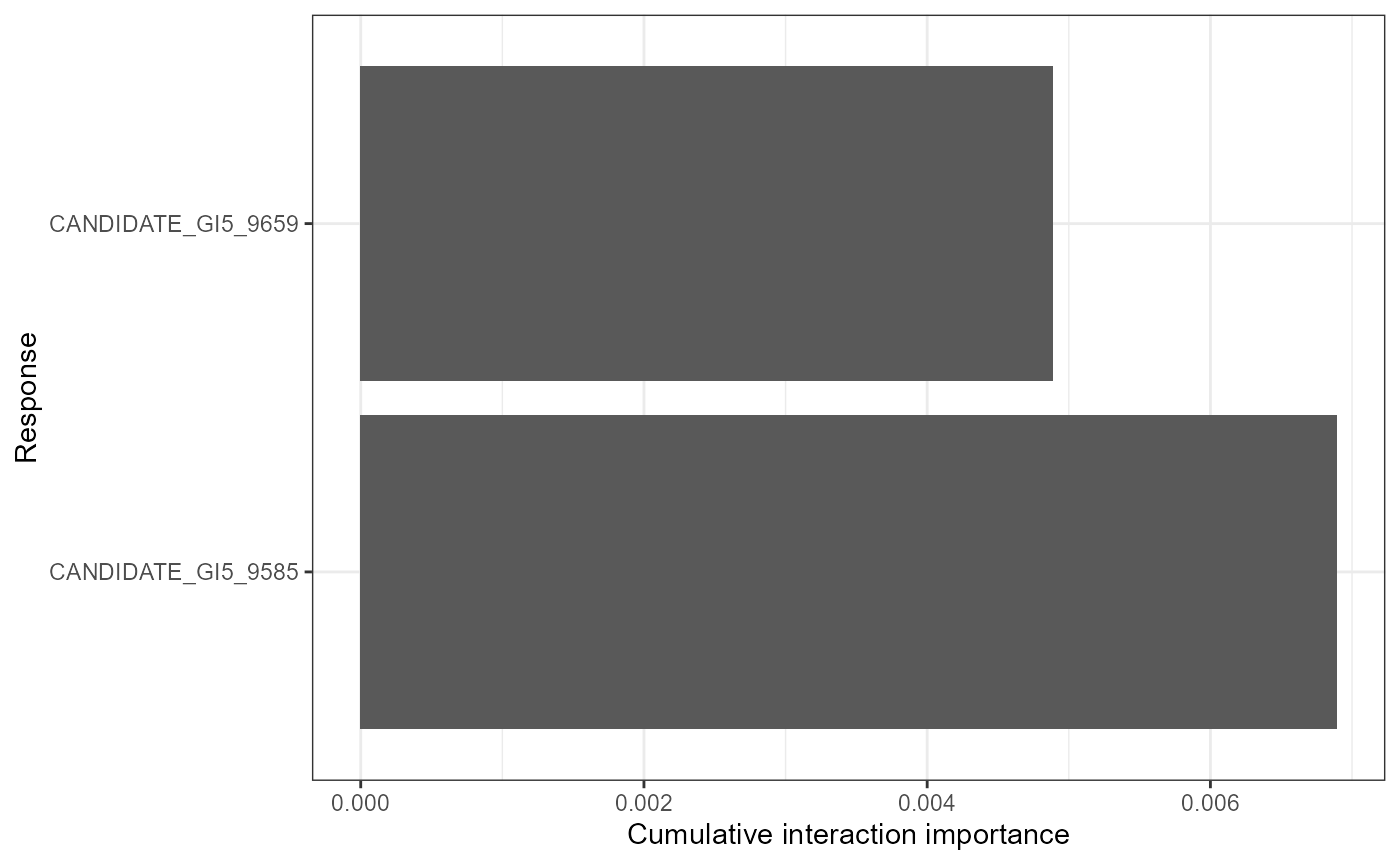 Response
CANDIDATE_GI5_9659
CANDIDATE_GI5_9585
0.000 0.002 0.004 0.006
Cumulative interaction importance